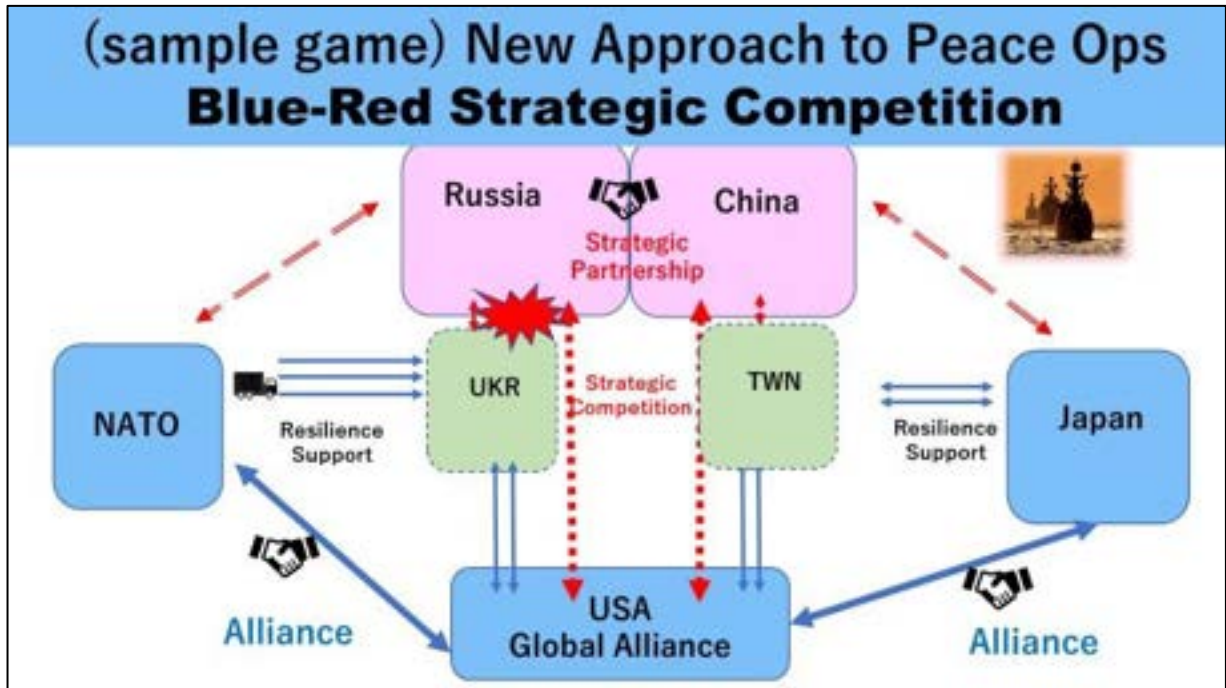 (sample game) New Approach to Peace Ops
Blue-Red Strategic Competition
Russia
China
Strategic
Partnership
NATO
Resilience
Support
UKR
Strategic
Competition
TWN
Resilience
Support
Japan
Alliance
USA
Global Alliance
Alliance